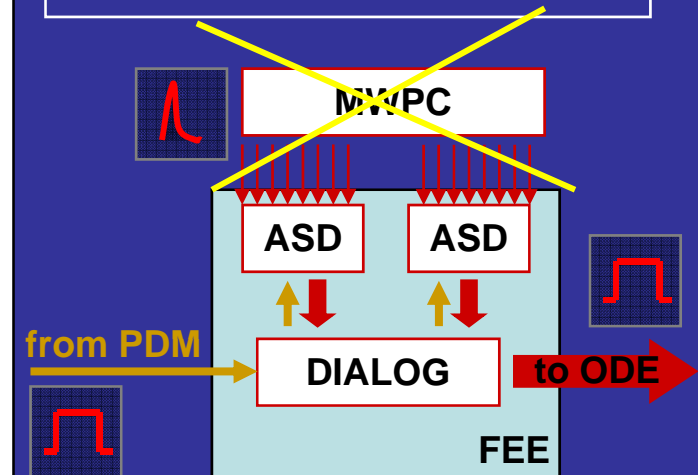 MWPC
ASD ASD
from PDM
DIALOG
to ODE
FEE